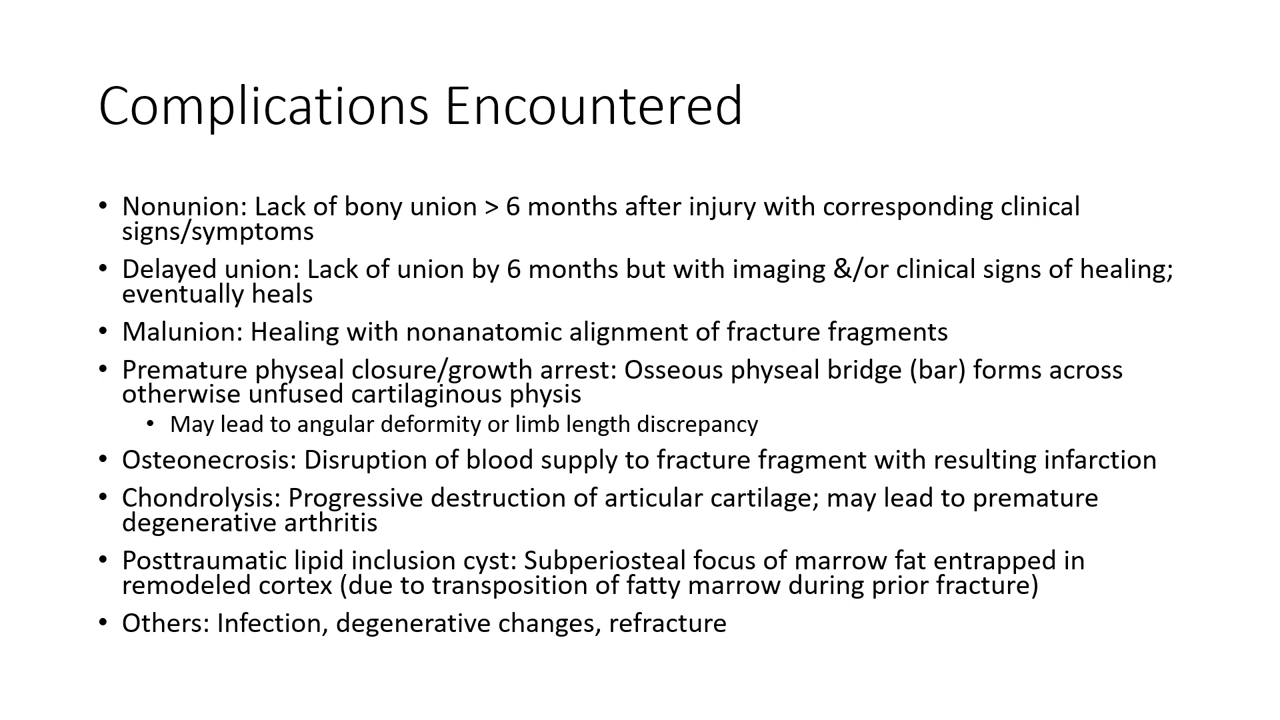 Complications Encountered
• Nonunion: Lack of bony union > 6 months after injury with corresponding clinical
signs/symptoms
• Delayed union: Lack of union by 6 months but with imaging &/or clinical signs of healing;
eventually heals
• Malunion: Healing with nonanatomic alignment of fracture fragments
• Premature physeal closure/growth arrest: Osseous physeal bridge (bar) forms across
otherwise unfused cartilaginous physis
• May lead to angular deformity or limb length discrepancy
• Osteonecrosis: Disruption of blood supply to fracture fragment with resulting infarction
• Chondrolysis: Progressive destruction of articular cartilage; may lead to premature
degenerative arthritis
• Posttraumatic lipid inclusion cyst: Subperiosteal focus of marrow fat entrapped in
remodeled cortex (due to transposition of fatty marrow during prior fracture)
• Others: Infection, degenerative changes, refracture